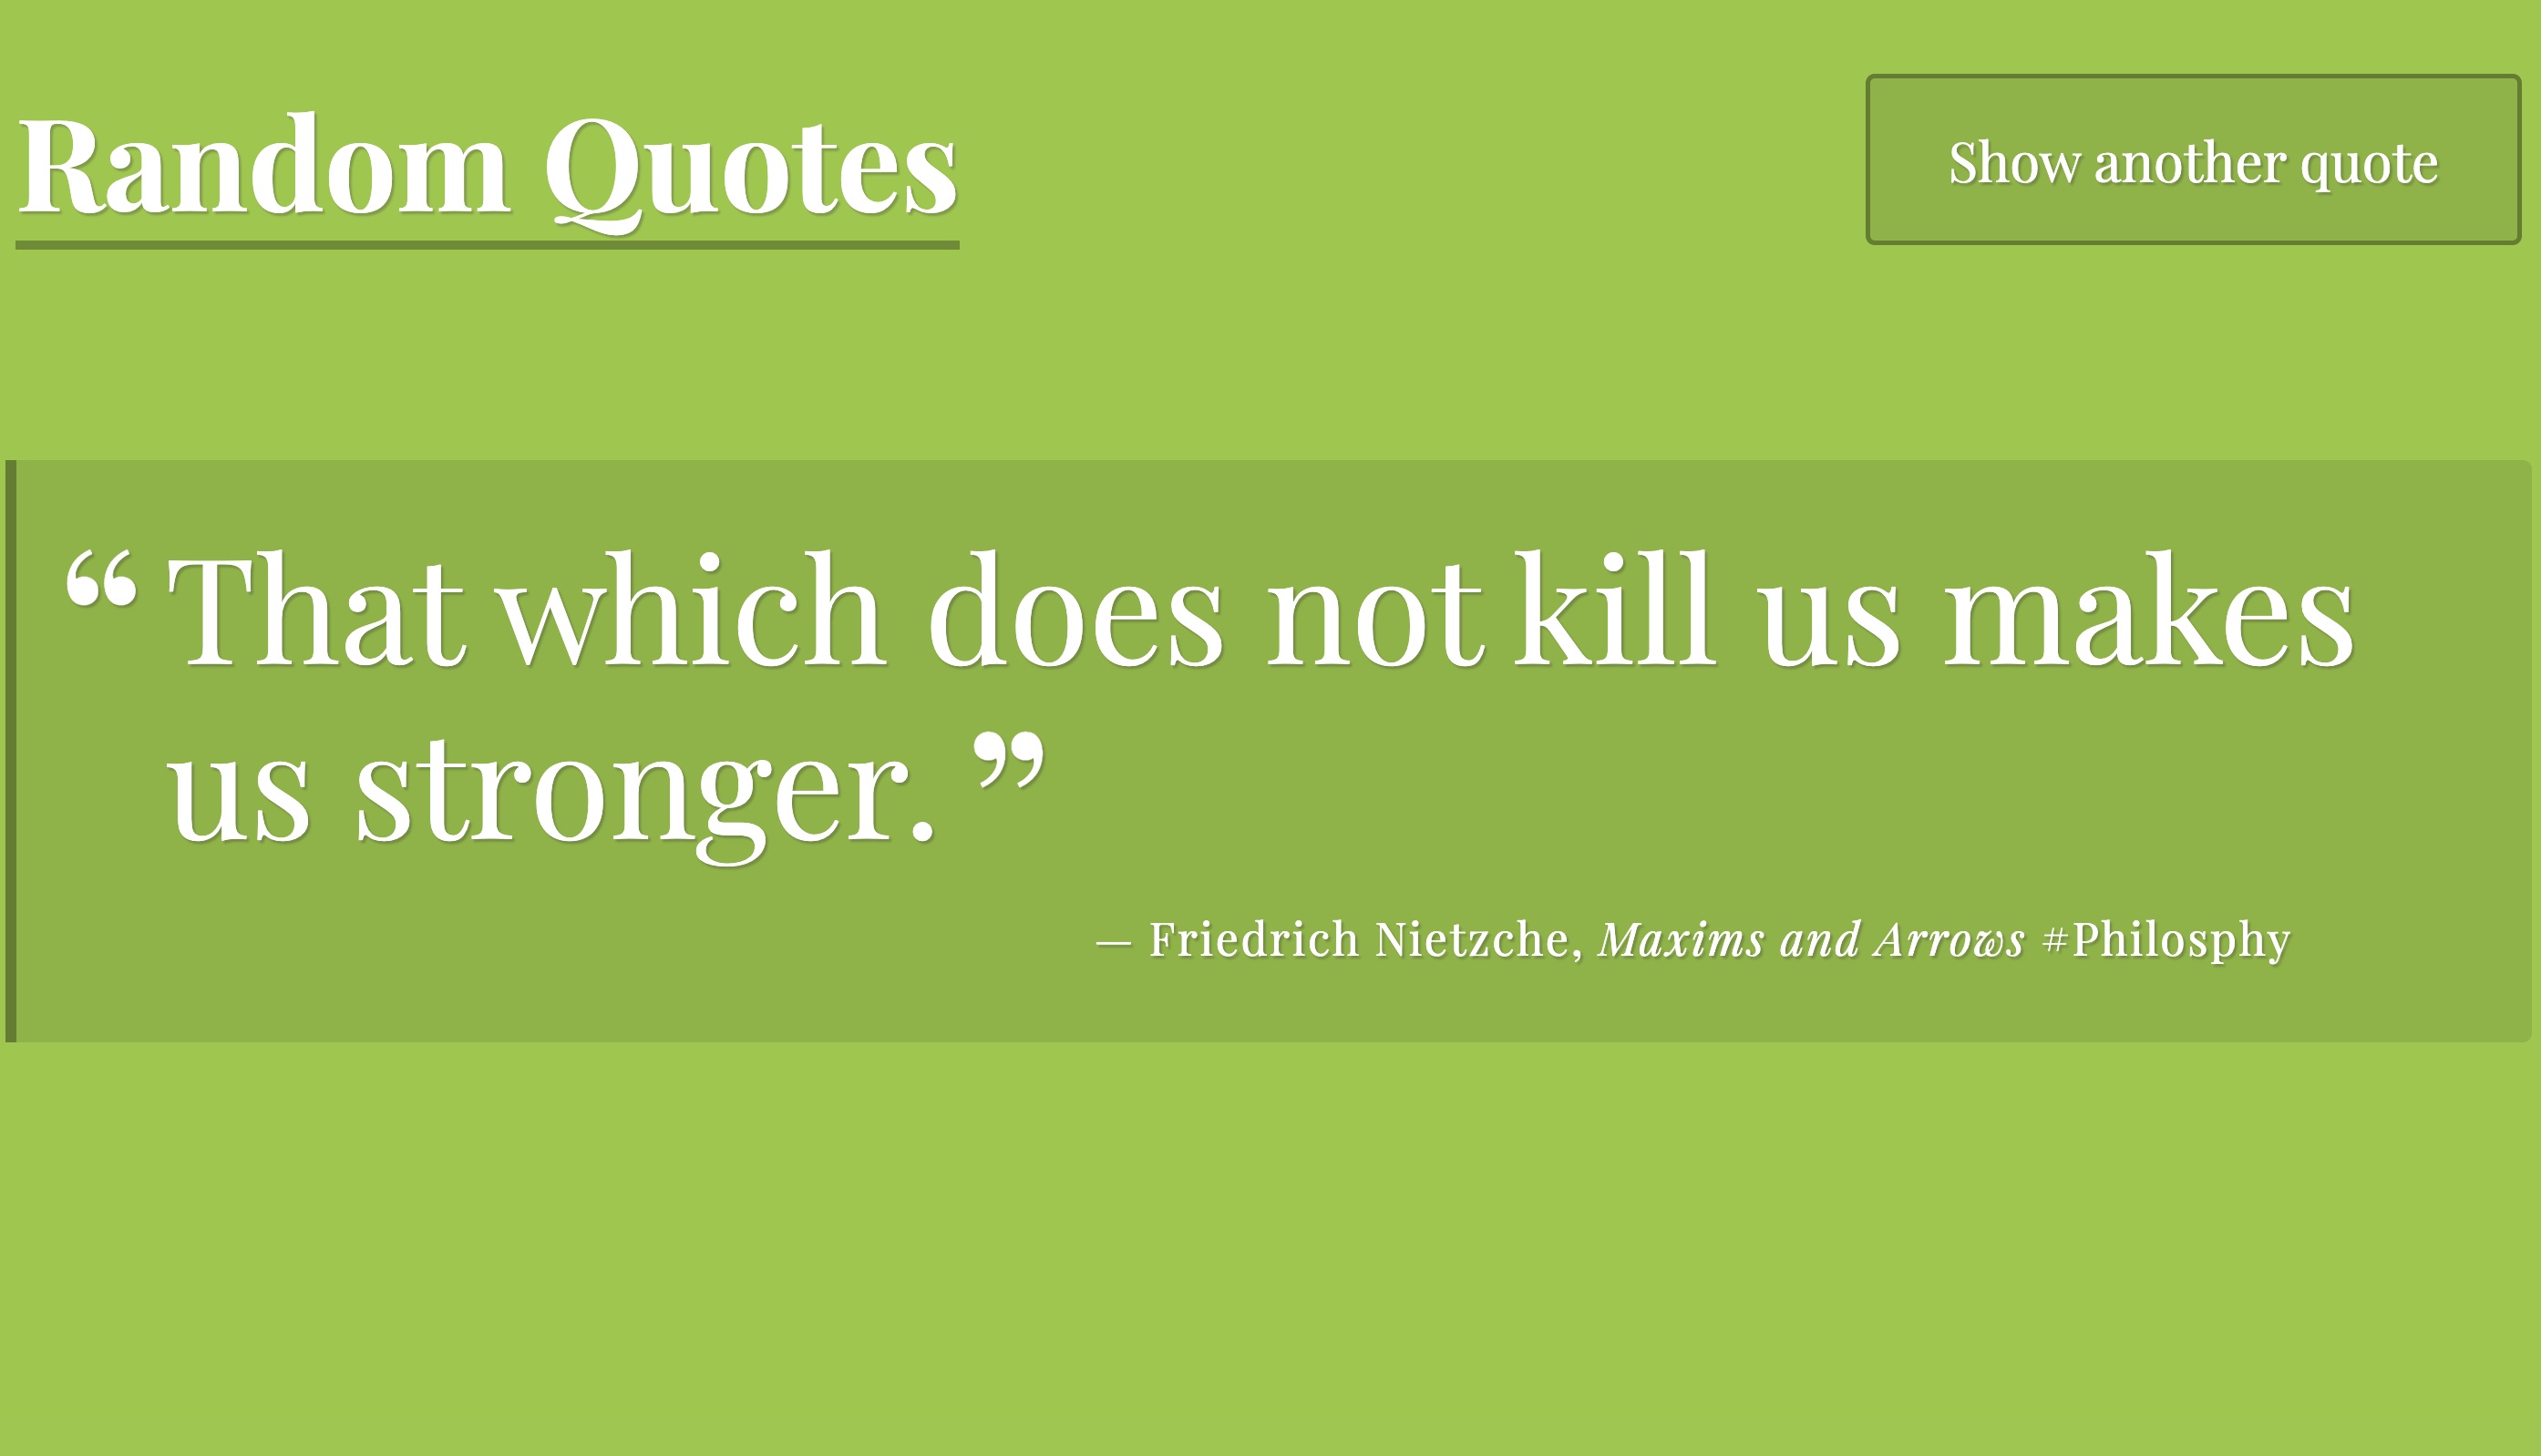 Random Quotes
Show another quote
“ That which does not kill us makes
us stronger. ”
— Friedrich Nietzche, Maxims and Arrows #Philosphy